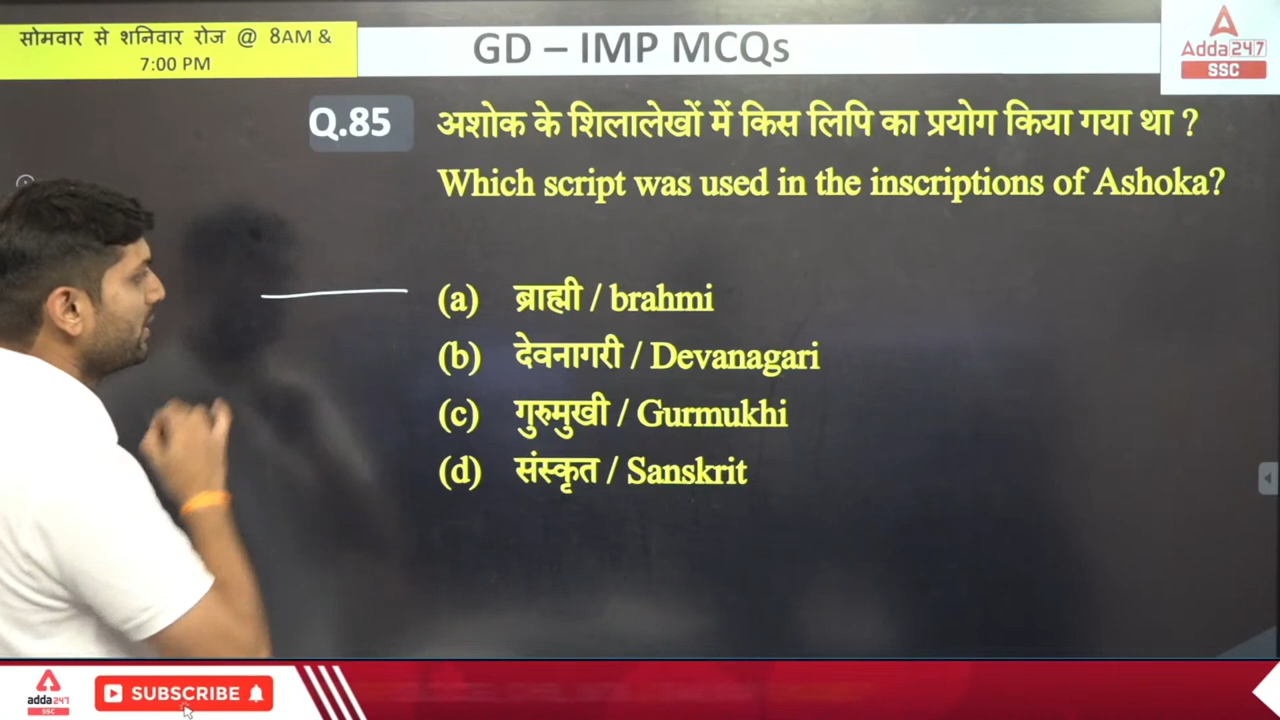 सोमवार से शनिवार रोज @ 8AM &
7:00 PM
GD – IMP MCQs
Adda247
SSC
Q.85
अशोक के शिलालेखों में किस लिपि का प्रयोग किया गया था ?
Which script was used in the inscriptions of Ashoka?
(a) ब्राह्मी / brahmi
(b) देवनागरी / Devanagari
(c) गुरुमुखी / Gurmukhi
(d) संस्कृत / Sanskrit
adda247
SSC
SUBSCRIBE